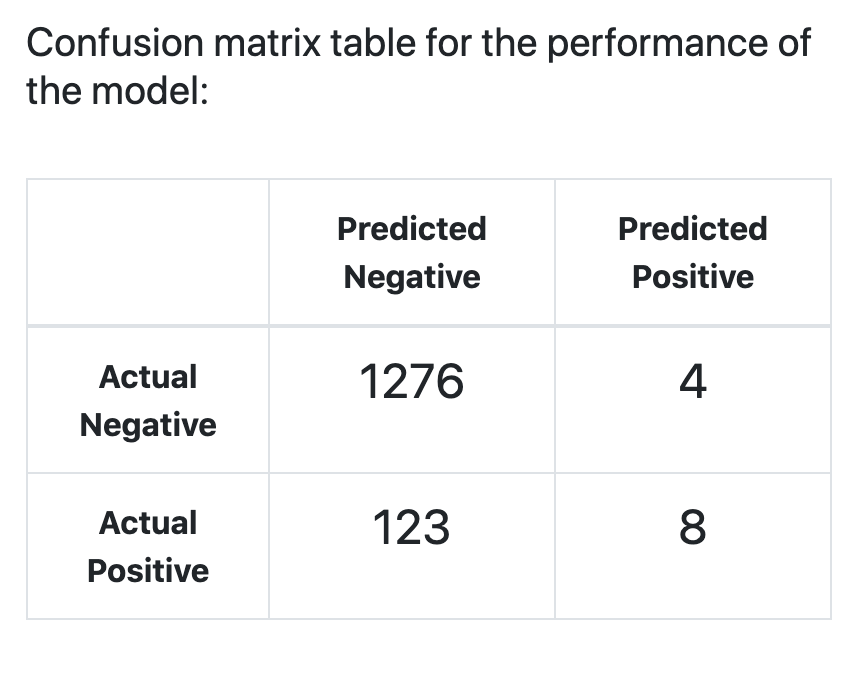 Confusion matrix table for the performance of
the model:
Predicted
Negative
Predicted
Positive
Actual
Negative
1276
4
Actual
Positive
123
8